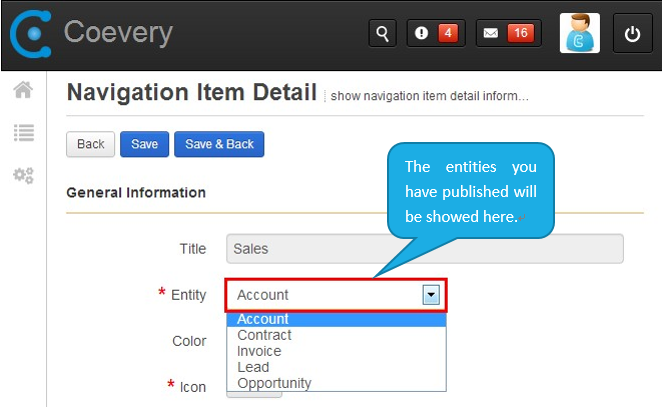 Coevery
4
16
Navigation Item Detail
show navigation item detail inform...
Back
Save
Save & Back
The entities you
have published will
be showed here.
General Information
Title
Sales
* Entity
Account
Account
Contract
Invoice
Lead
Opportunity
Color
* Icon